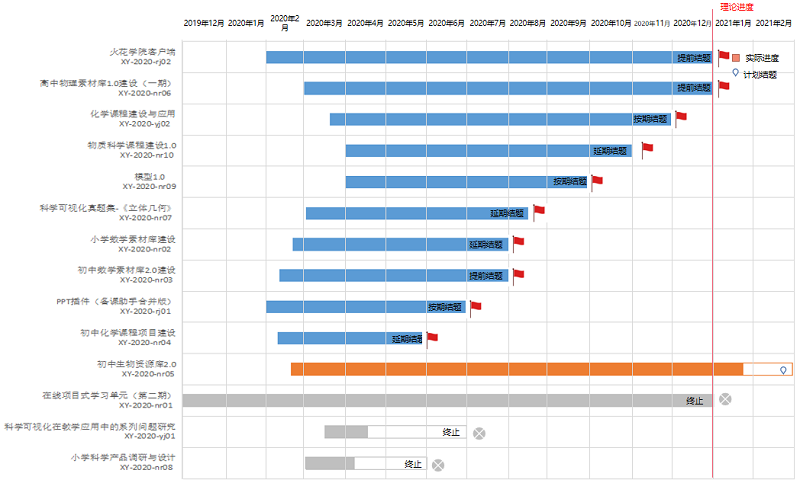 理论进度
2019年12月 2020年1月 2020年2月 2020年3月 2020年4月 2020年5月 2020年6月 2020年7月 2020年8月 2020年9月 2020年10月 2020年11月 2020年12月 2021年1月 2021年2月
火花学院客户端
XY-2020-rj02
提前结题
实际进度
计划结题
高中物理素材库1.0建设（一期）
XY-2020-nr06
提前结题
化学课程建设与应用
XY-2020-yj02
按期结题
物质科学课程建设1.0
XY-2020-nr10
延期结题
模型1.0
XY-2020-nr09
按期结题
科学可视化真题集-《立体几何》
XY-2020-nr07
延期结题
小学数学素材库建设
XY-2020-nr02
延期结题
初中数学素材库2.0建设
XY-2020-nr03
提前结题
PPT插件（备课助手合并版）
XY-2020-rj01
按期结题
初中化学课程项目建设
XY-2020-nr04
延期结题
初中生物资源库2.0
XY-2020-nr05
在线项目式学习单元（第二期）
XY-2020-nr01
终止
科学可视化在教学应用中的系列问题研究
XY-2020-yj01
终止
小学科学产品调研与设计
XY-2020-nr08
终止